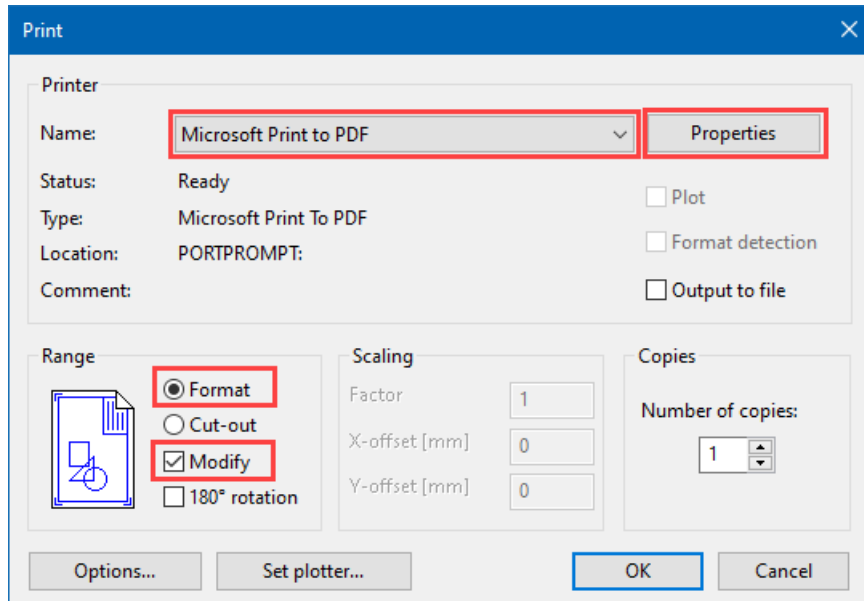 Print
Printer
Name: Microsoft Print to PDF Properties
Status: Ready
Plot
Type: Microsoft Print To PDF
Format detection
Location: PORTPROMPT:
Comment: Output to file
Range Scaling Copies
Format Factor 1
Number of copies:
Cut-out
X-offset [mm] 0
Modify 1
Y-offset [mm] 0
180° rotation
Options... Set plotter... OK Cancel